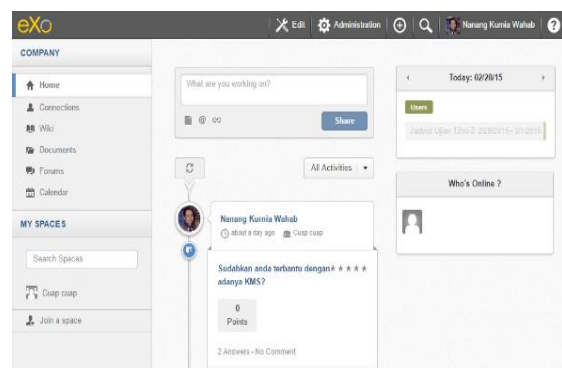 eXo
Edit
Administration
Nanang Kurnia Wahab
COMPANY
Home
Connections
Wiki
Documents
Forums
Calendar
MY SPACES
Search Spaces
Cuap cuap
Join a space
What are you working on?
Share
All Activities
Nanang Kurnia Wahab
about a day ago Cuap cuap
Sudahkan anda terbantu dengan
adanya KMS?
0
Points
2 Answers - No Comment
Today: 02/28/15
Users
Jadwal Ujian
Who's Online ?